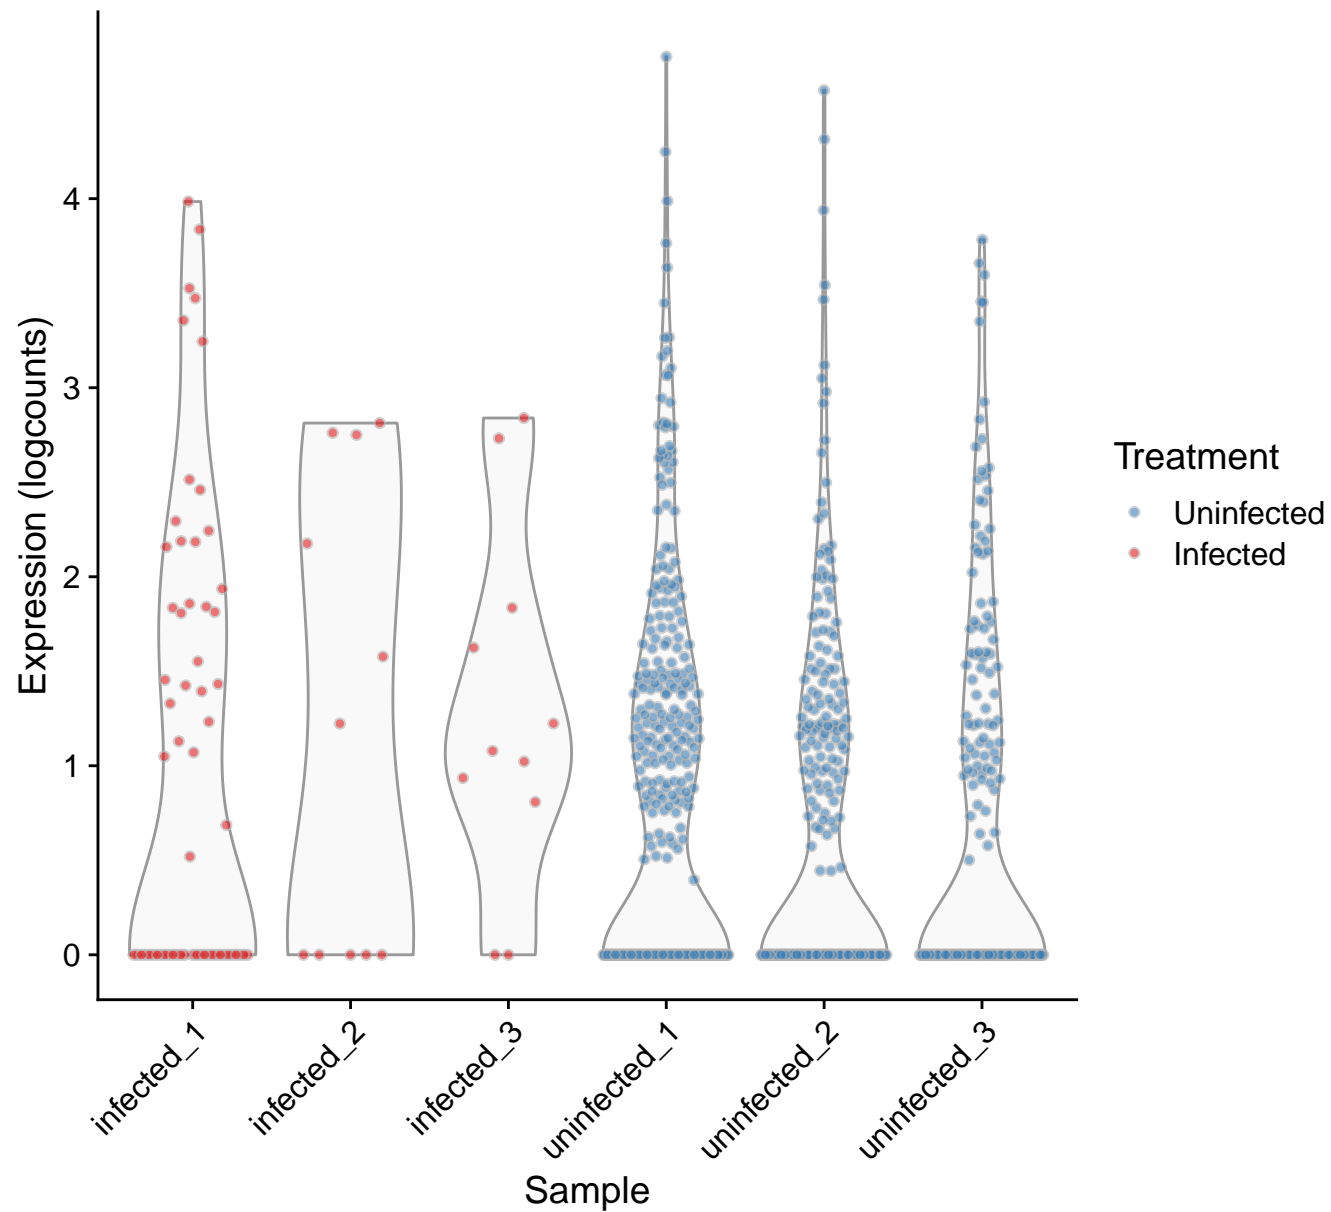 Expression (logcounts)
4
3
2
1
0
infected_1
infected_2
infected_3
uninfected_1
uninfected_2
uninfected_3
Sample
Treatment
Uninfected
Infected